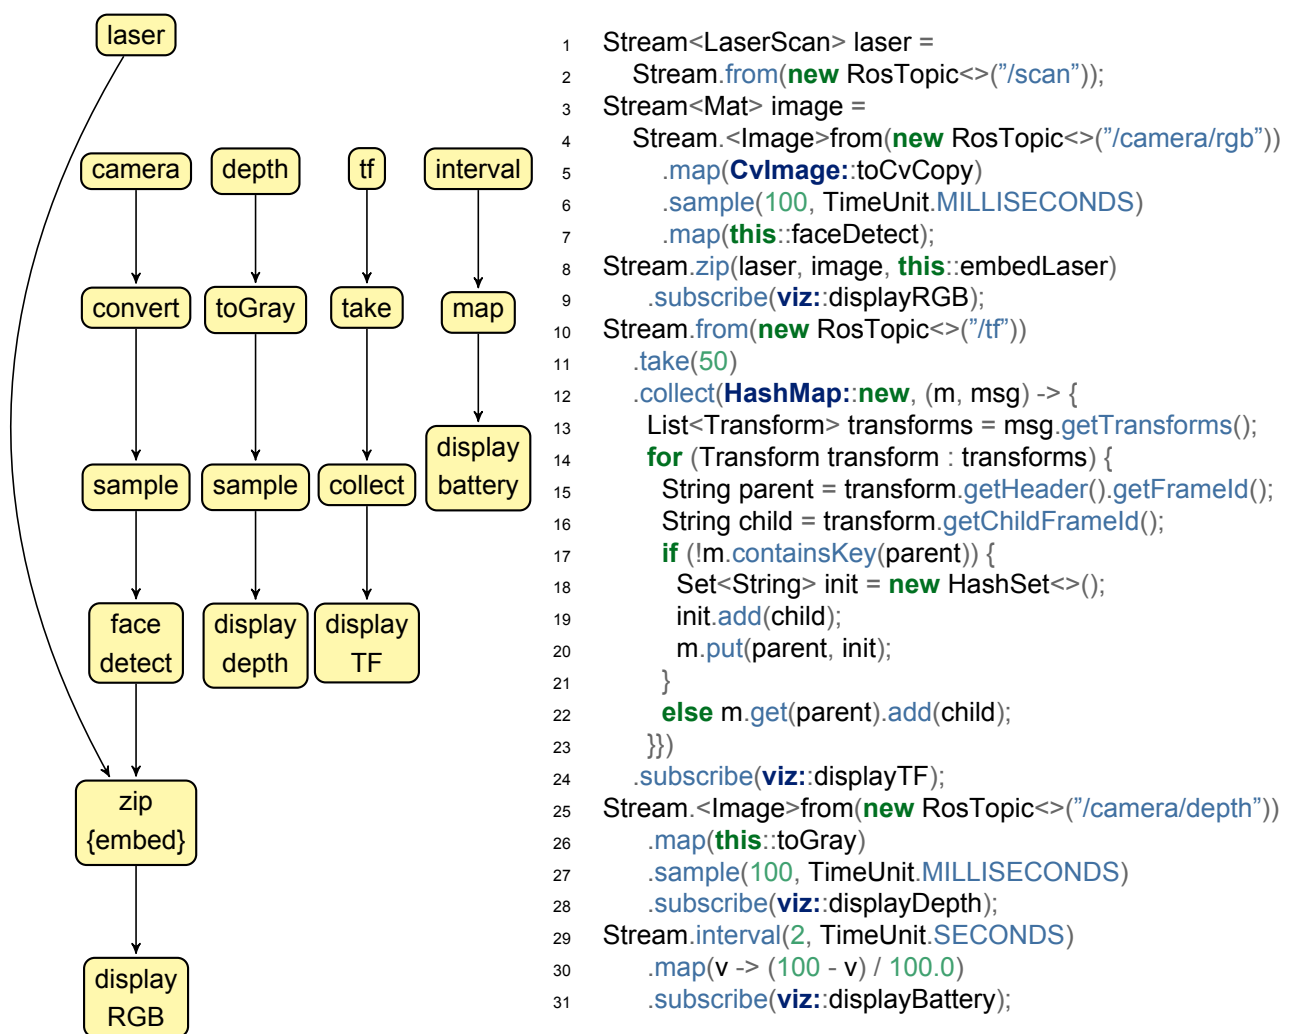 laser
camera
depth
tf
interval
convert
toGray
take
map
display
battery
sample
sample
collect
face
detect
display
depth
display
TF
zip
{embed}
display
RGB
1 Stream<LaserScan> laser =
2 Stream.from(new RosTopic<>("/scan"));
3 Stream<Mat> image =
4 Stream.<Image>from(new RosTopic<>("/camera/rgb"))
5 .map(CvImage::toCvCopy)
6 .sample(100, TimeUnit.MILLISECONDS)
7 .map(this::faceDetect);
8 Stream.zip(laser, image, this::embedLaser)
9 .subscribe(viz::displayRGB);
10 Stream.from(new RosTopic<>("/tf"))
11 .take(50)
12 .collect(HashMap::new, (m, msg) -> {
13 List<Transform> transforms = msg.getTransforms();
14 for (Transform transform : transforms) {
15 String parent = transform.getHeader().getFrameId();
16 String child = transform.getChildFrameId();
17 if (!m.containsKey(parent)) {
18 Set<String> init = new HashSet<>();
19 init.add(child);
20 m.put(parent, init);
21 }
22 else m.get(parent).add(child);
23 }})
24 .subscribe(viz::displayTF);
25 Stream.<Image>from(new RosTopic<>("/camera/depth"))
26 .map(this::toGray)
27 .sample(100, TimeUnit.MILLISECONDS)
28 .subscribe(viz::displayDepth);
29 Stream.interval(2, TimeUnit.SECONDS)
30 .map(v -> (100 - v) / 100.0)
31 .subscribe(viz::displayBattery);